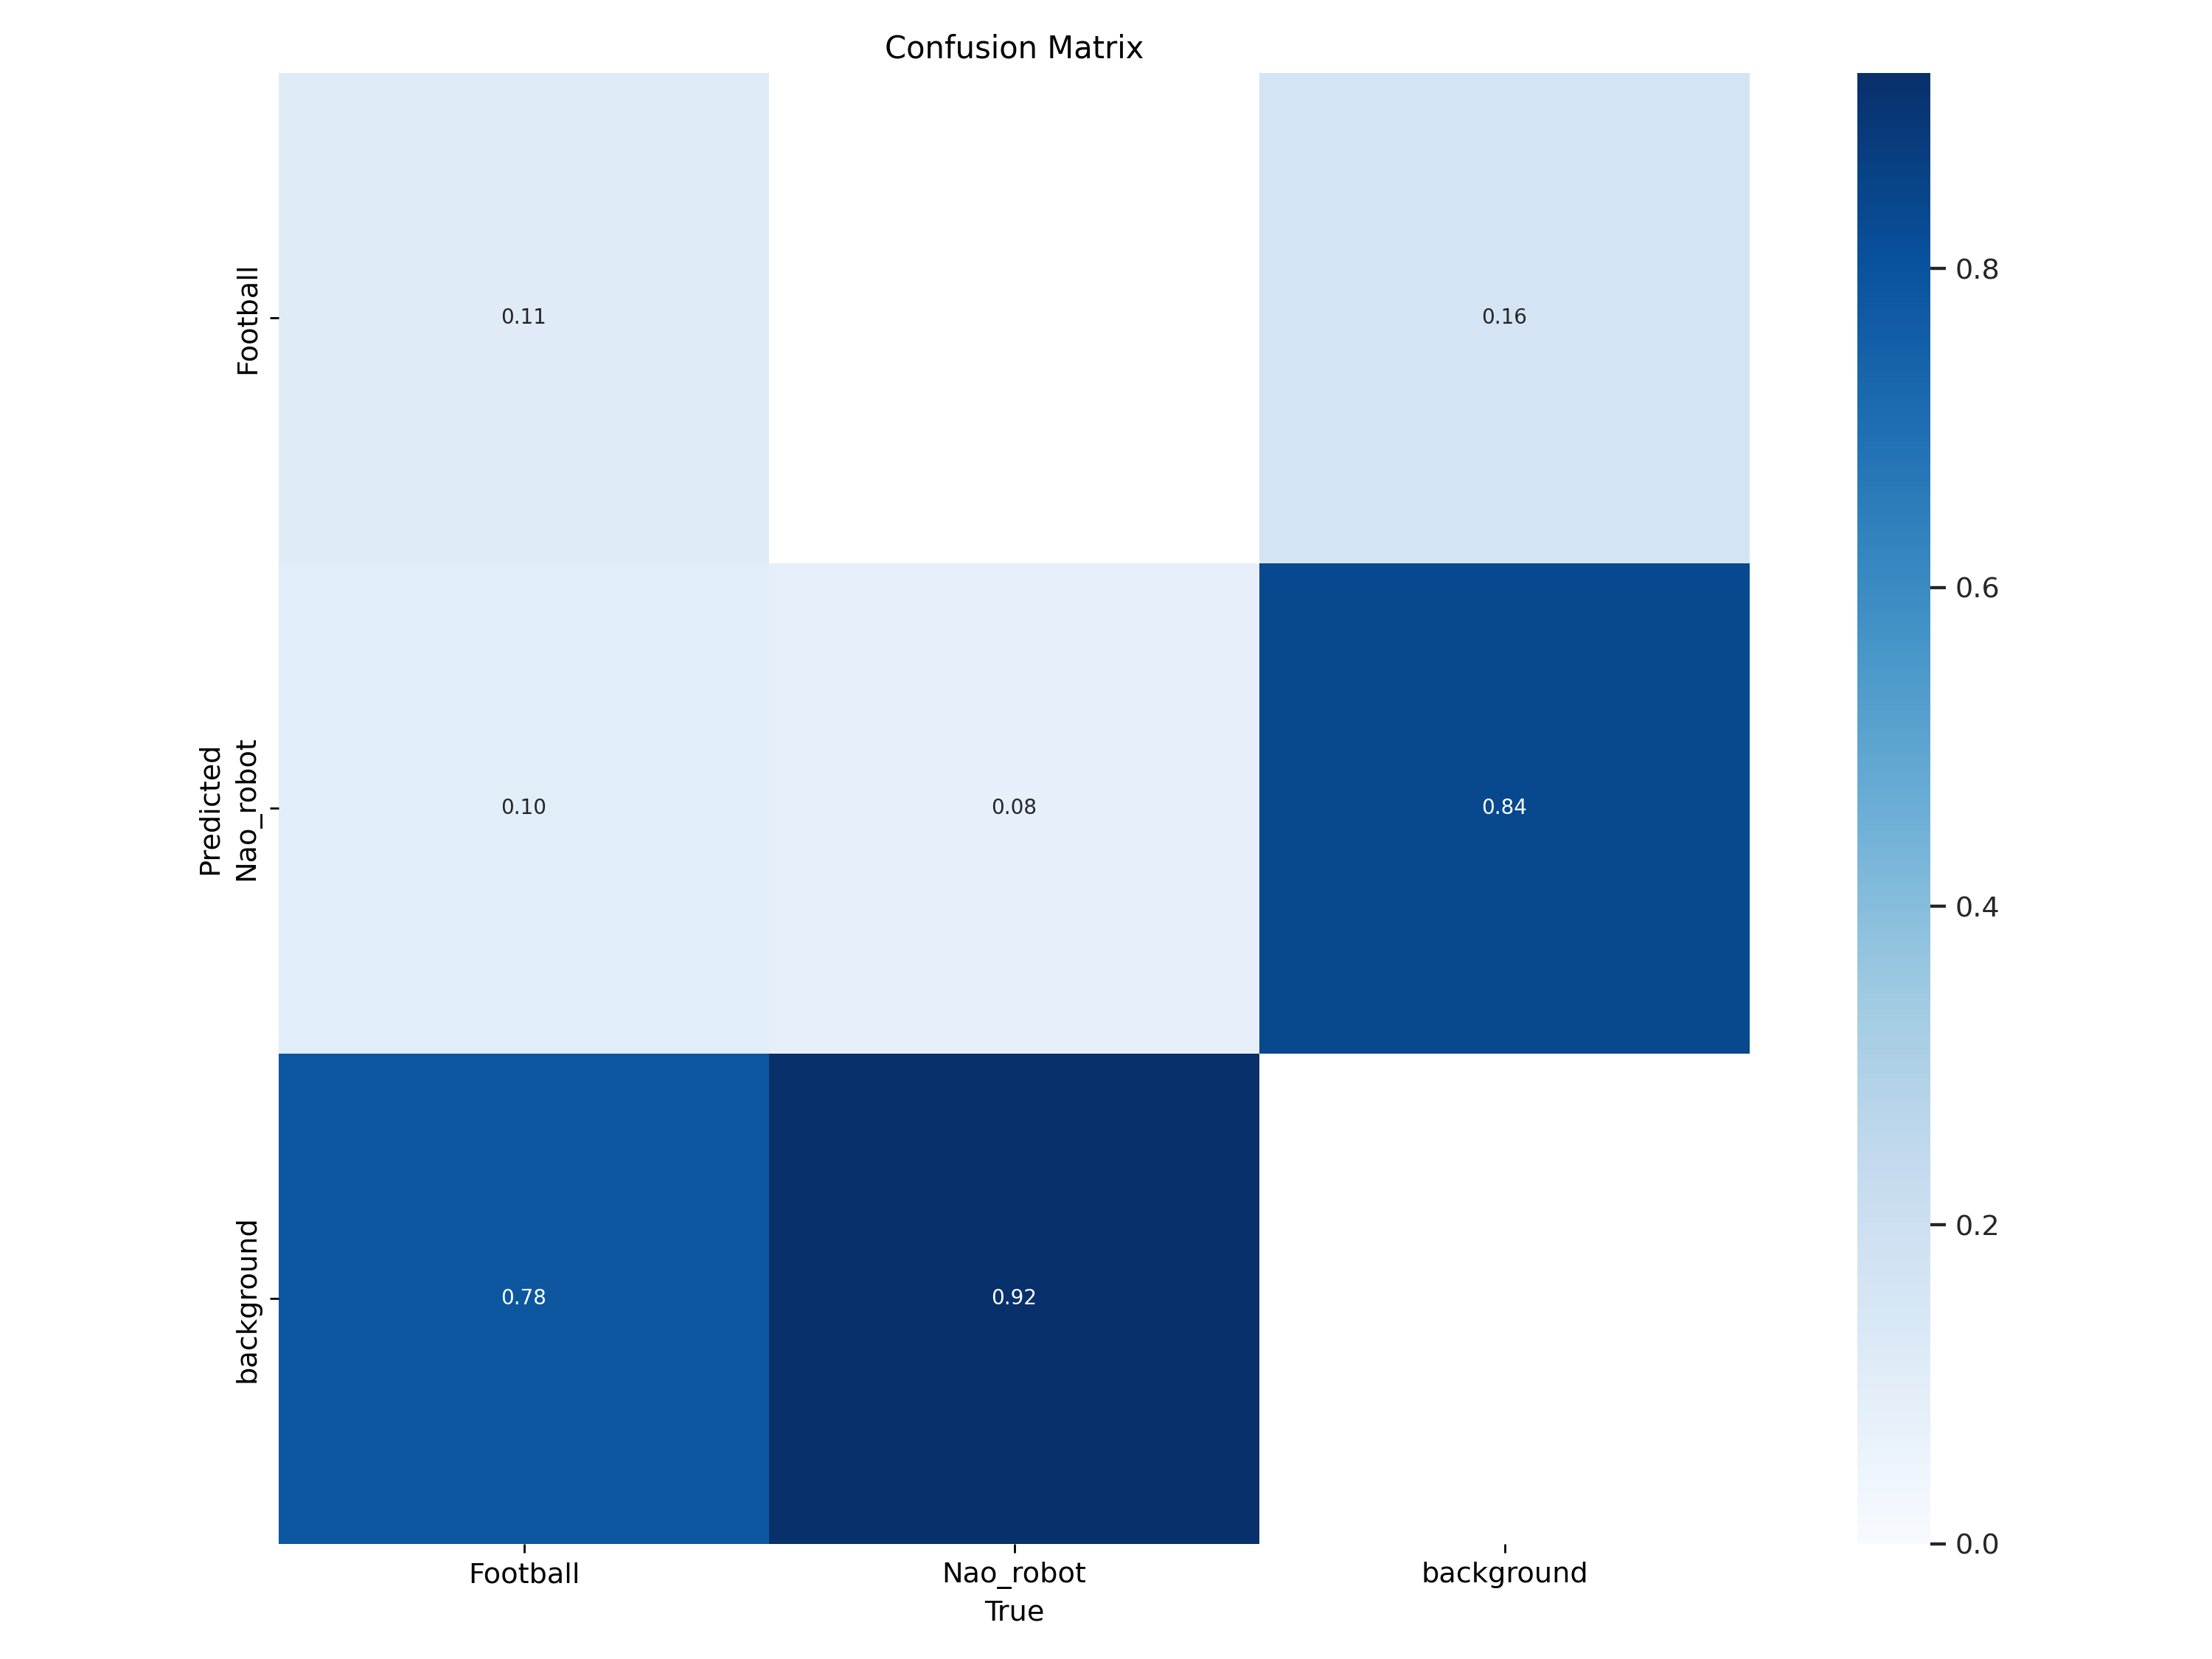 Confusion Matrix
Predicted
Football
0.11
0.16
0.8
Nao_robot
0.10
0.08
0.84
0.6
0.4
background
0.78
0.92
0.2
0.0
Football
Nao_robot
background
True